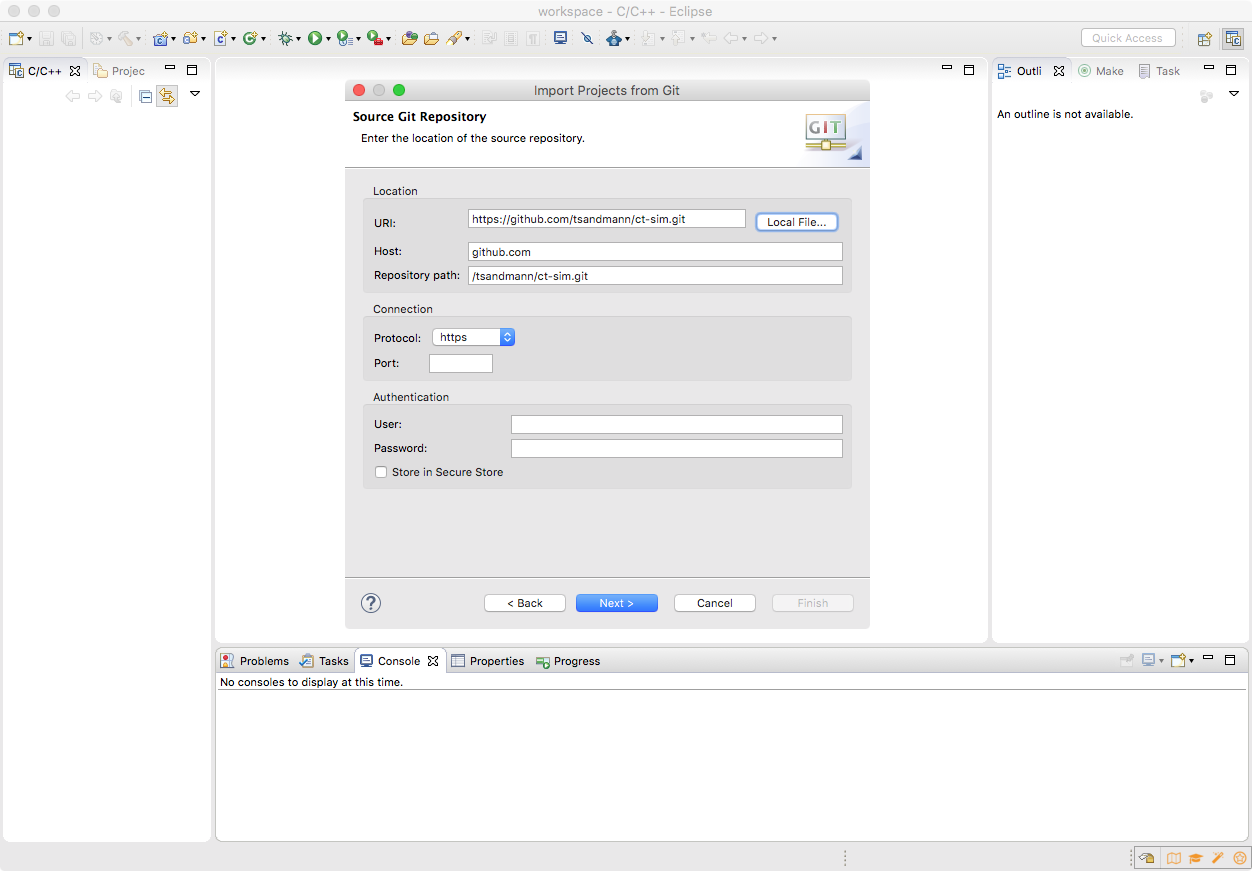 workspace - C/C++ - Eclipse
Quick Access
C/C++
Projec
Outli
Make
Task
An outline is not available.
Import Projects from Git
Source Git Repository
Enter the location of the source repository.
GIT
Location
URI:
https://github.com/tsandmann/ct-sim.git
Local File...
Host:
github.com
Repository path:
/tsandmann/ct-sim.git
Connection
Protocol:
https
Port:
Authentication
User:
Password:
Store in Secure Store
?
< Back
Next >
Cancel
Finish
Problems
Tasks
Console
Properties
Progress
No consoles to display at this time.